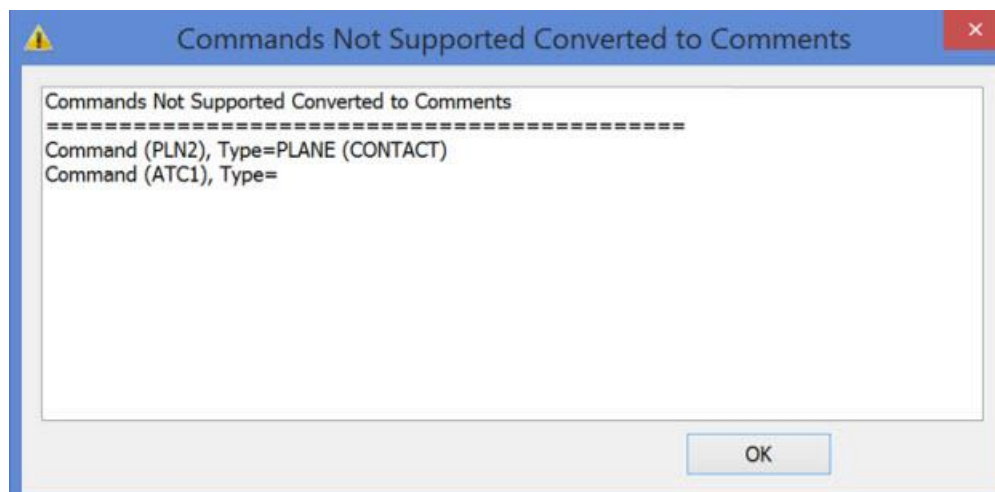 Commands Not Supported Converted to Comments
Commands Not Supported Converted to Comments
============================================
Command (PLN2), Type=PLANE (CONTACT)
Command (ATC1), Type=
OK